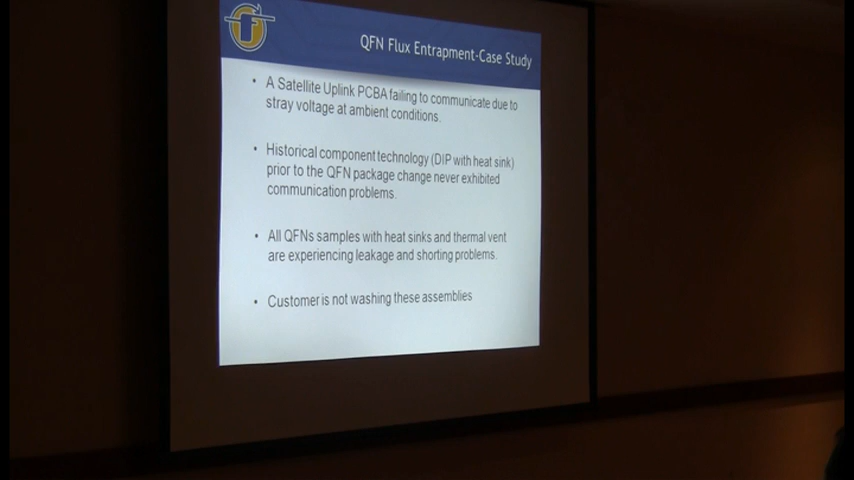 QFN Flux Entrapment-Case Study
• A Satellite Uplink PCBA failing to communicate due to
stray voltage at ambient conditions.
• Historical component technology (DIP with heat sink)
prior to the QFN package change never exhibited
communication problems.
• All QFNs samples with heat sinks and thermal vent
are experiencing leakage and shorting problems.
• Customer is not washing these assemblies